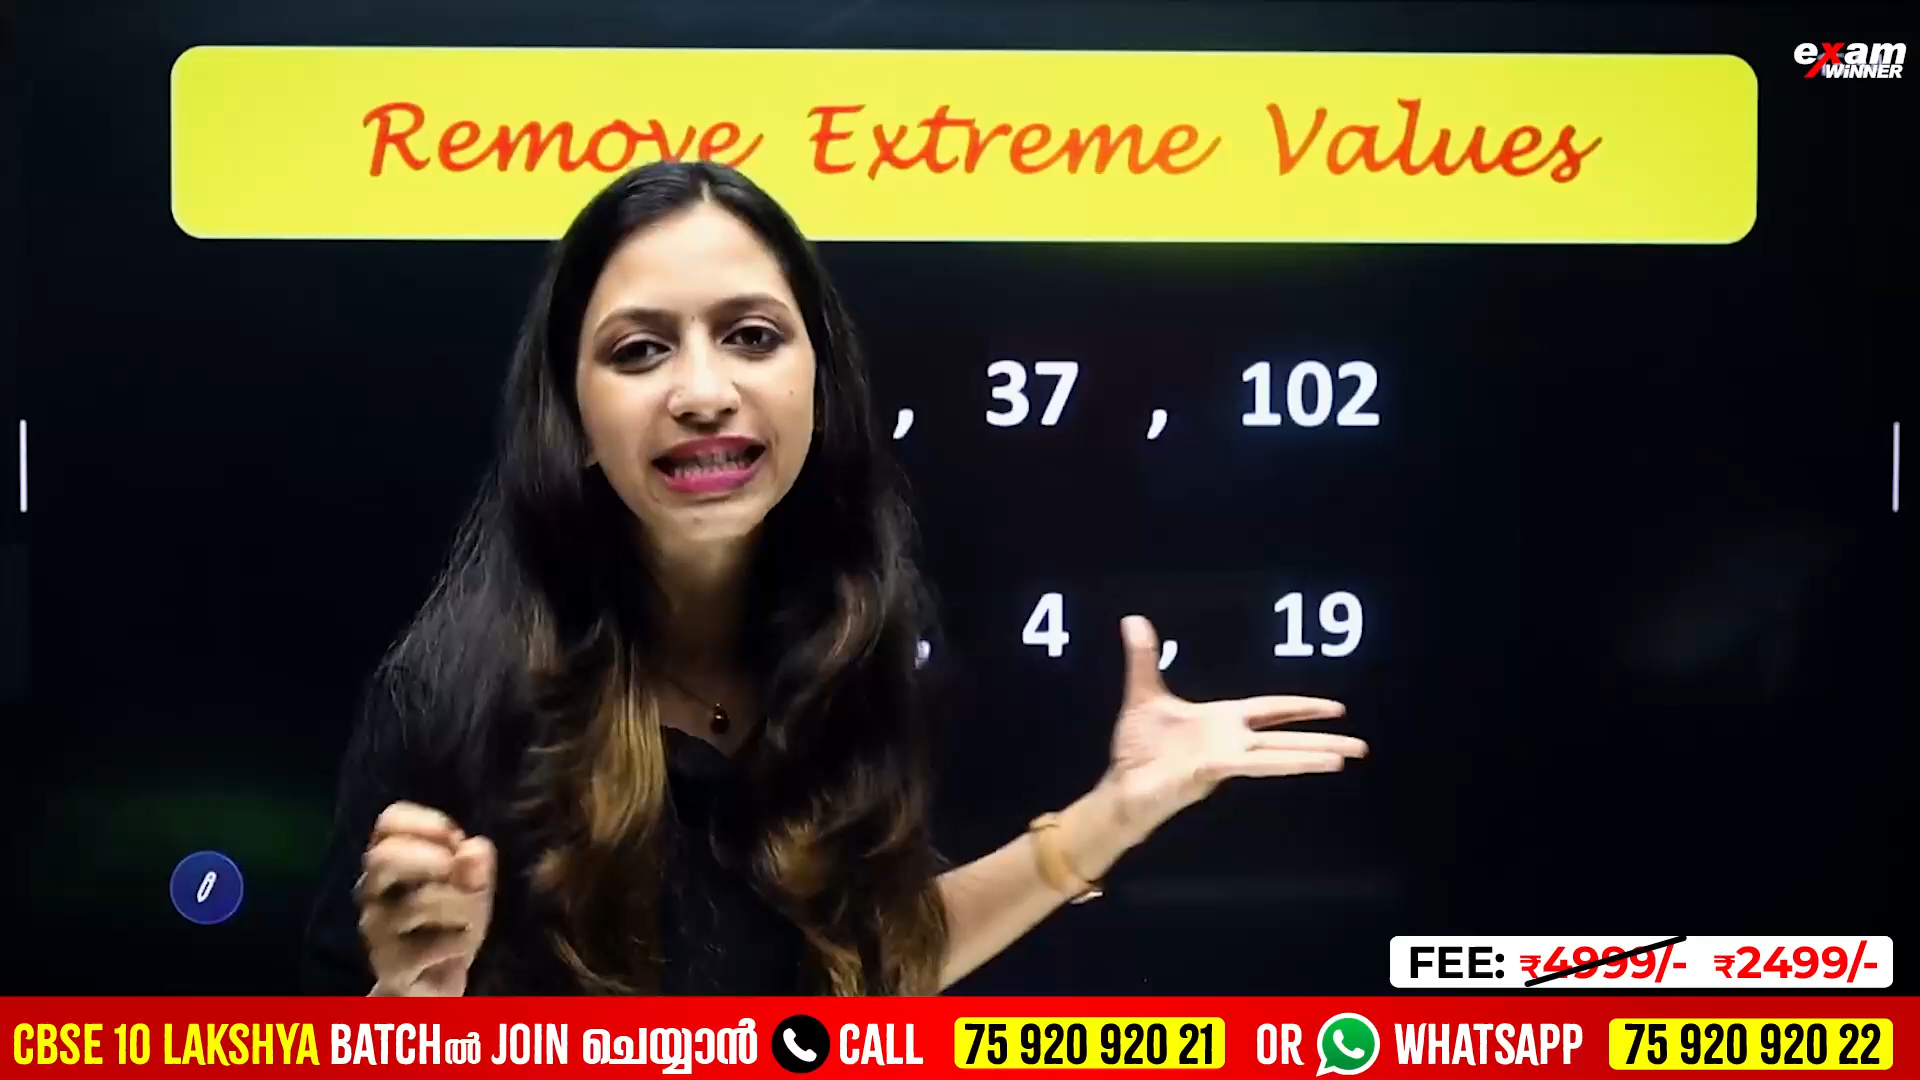 exam
WINNER
Remove Extreme Values
, 37 , 102
, 4 , 19
FEE: ₹4999/- ₹2499/-
CBSE 10 LAKSHYA BATCHൽ JOIN ചെയ്യാൻ CALL 75 920 920 21 OR WHATSAPP 75 920 920 22